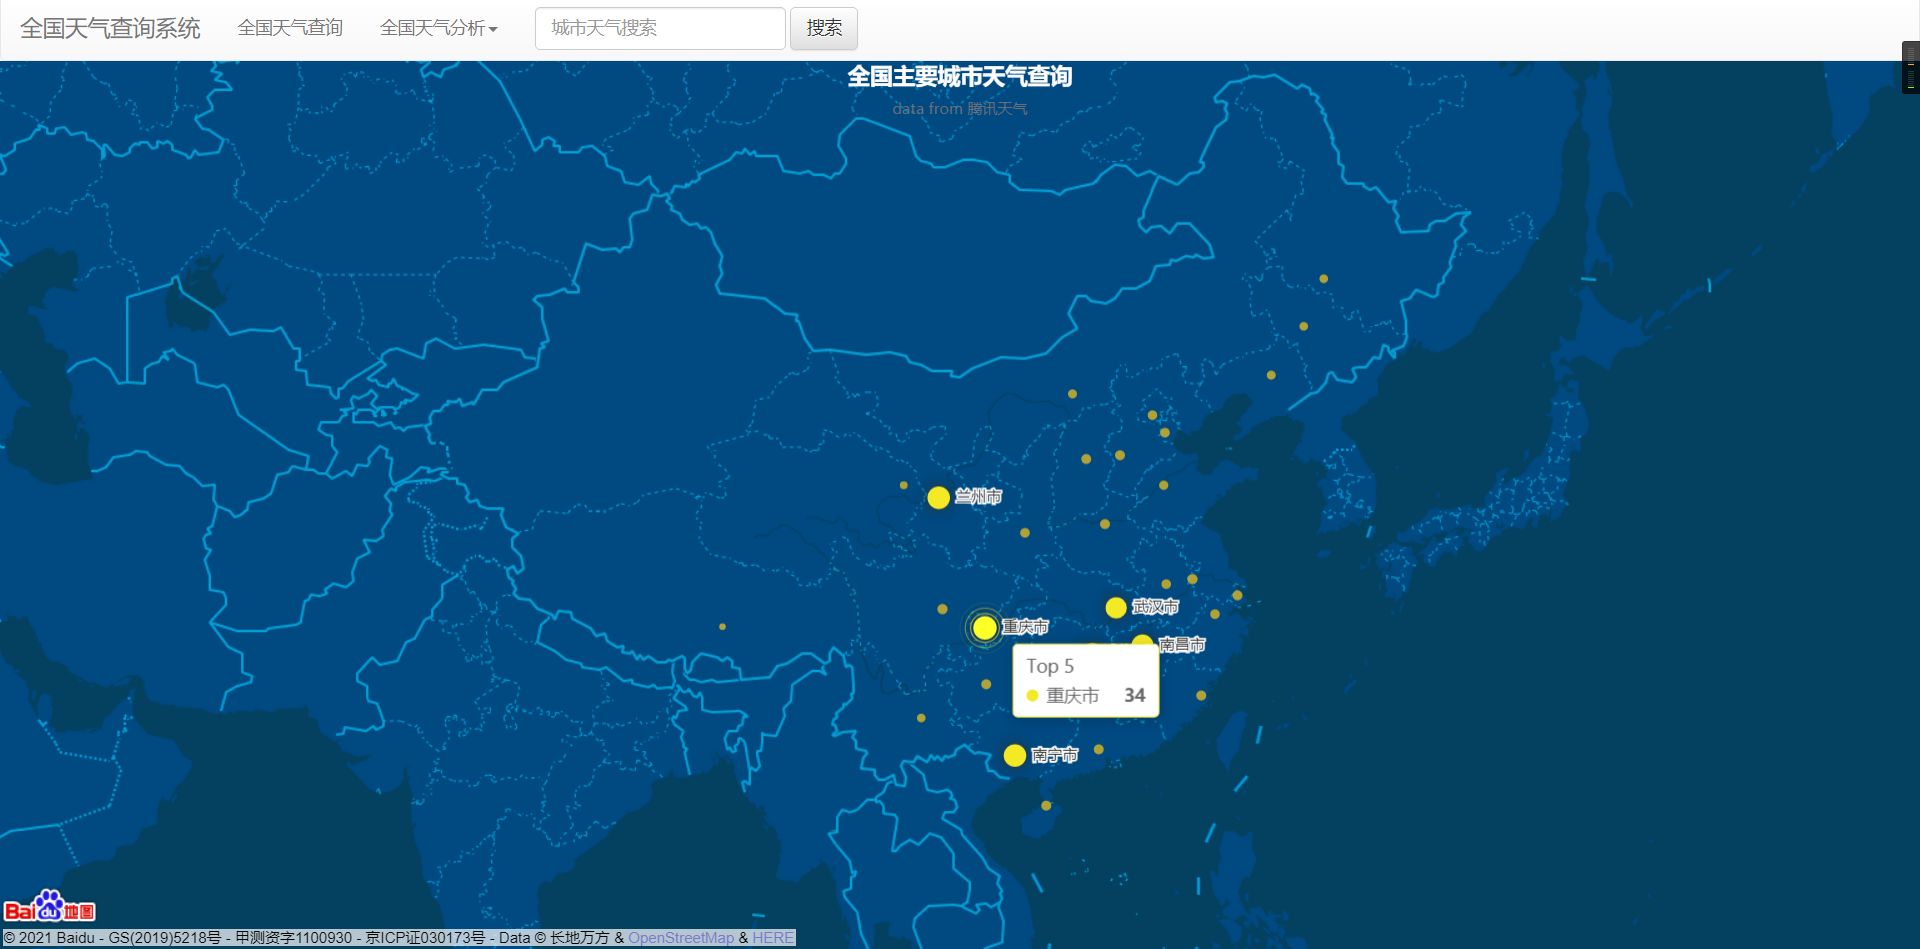 全国天气查询系统 全国天气查询 全国天气分析 城市天气搜索 搜索
全国主要城市天气查询
data from 腾讯天气
兰州市
武汉市
重庆市
南昌市
Top 5
重庆市 34
南宁市
Bai du 地图
© 2021 Baidu - GS(2019)5218号 - 甲测资字1100930 - 京ICP证030173号 - Data © 长地万方 & OpenStreetMap & HERE